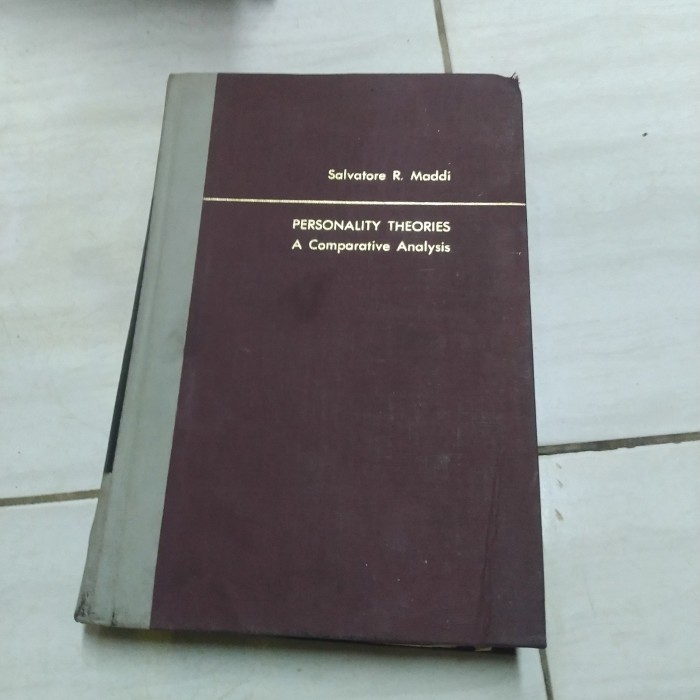 Salvatore R. Maddi
PERSONALITY THEORIES
A Comparative Analysis